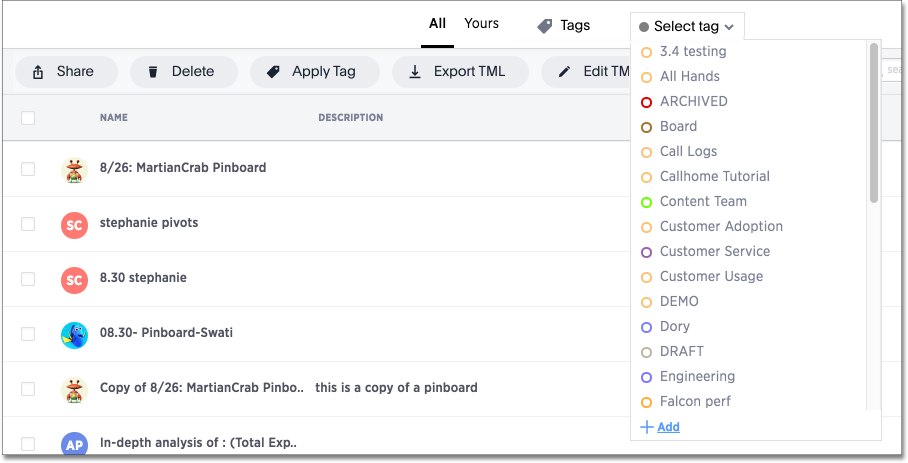 All Yours Tags Select tag
Share Delete Apply Tag Export TML Edit TM
NAME DESCRIPTION
8/26: MartianCrab Pinboard
SC stephanie pivots
SC 8.30 stephanie
08.30- Pinboard-Swati
Copy of 8/26: MartianCrab Pinbo.. this is a copy of a pinboard
AP In-depth analysis of : (Total Exp..
3.4 testing
All Hands
ARCHIVED
Board
Call Logs
Callhome Tutorial
Content Team
Customer Adoption
Customer Service
Customer Usage
DEMO
Dory
DRAFT
Engineering
Falcon perf
+ Add